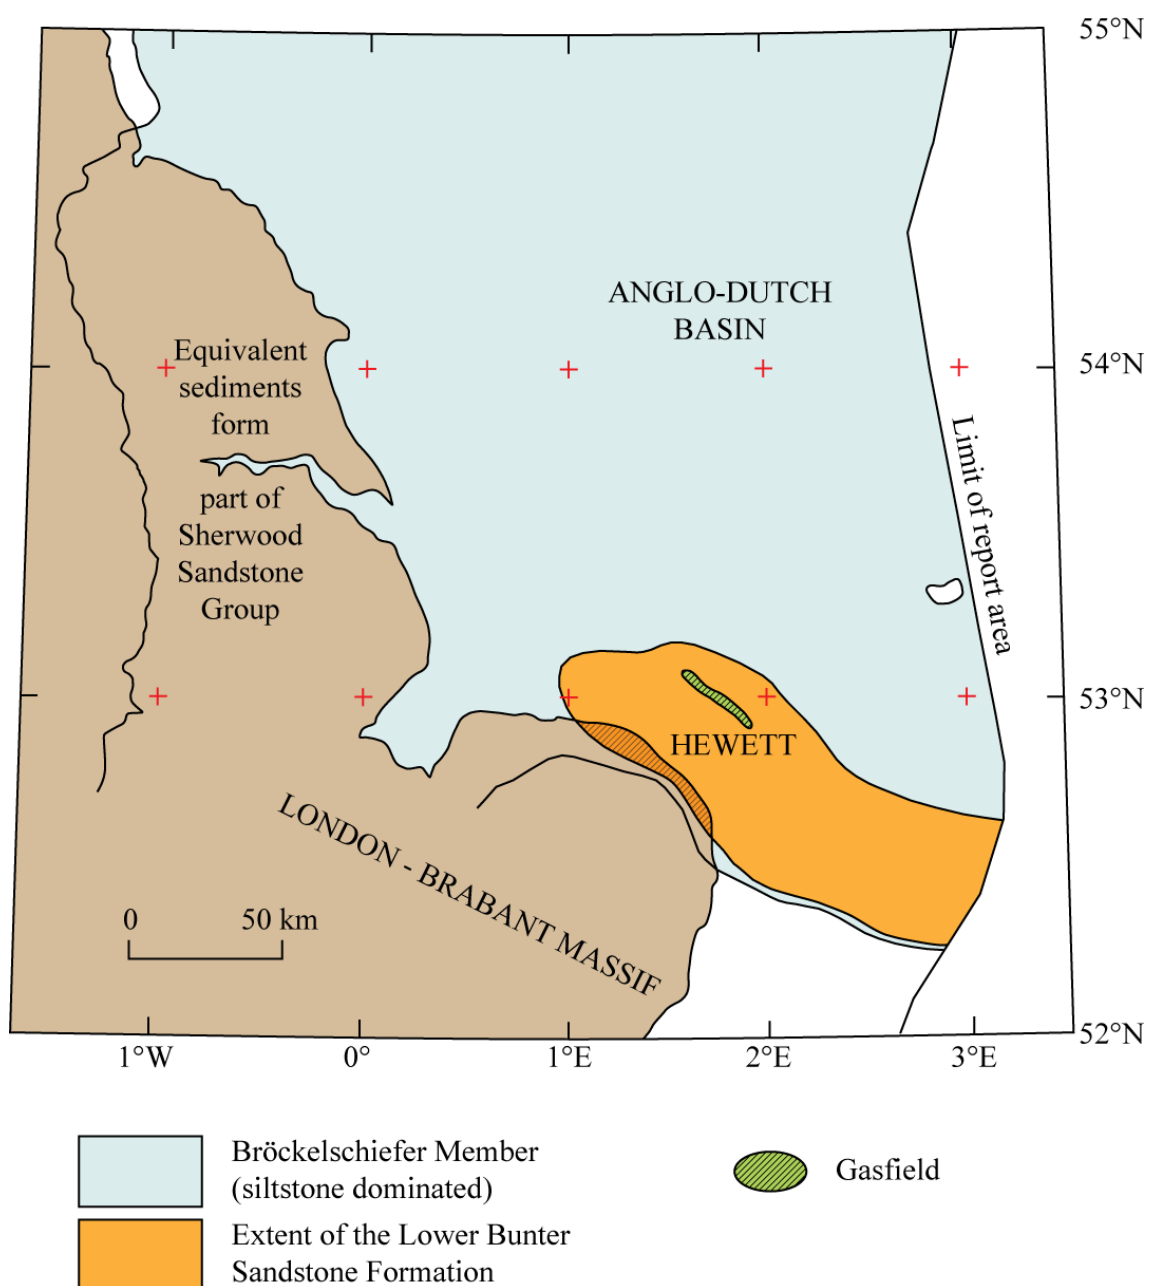 55°N
ANGLO-DUTCH
BASIN
Equivalent
sediments
form
54°N
Limit of report area
part of
Sherwood
Sandstone
Group
53°N
HEWETT
LONDON - BRABANT MASSIF
0 50 km
52°N
1°W 0° 1°E 2°E 3°E
Bröckelschiefer Member
(siltstone dominated)
Gasfield
Extent of the Lower Bunter
Sandstone Formation